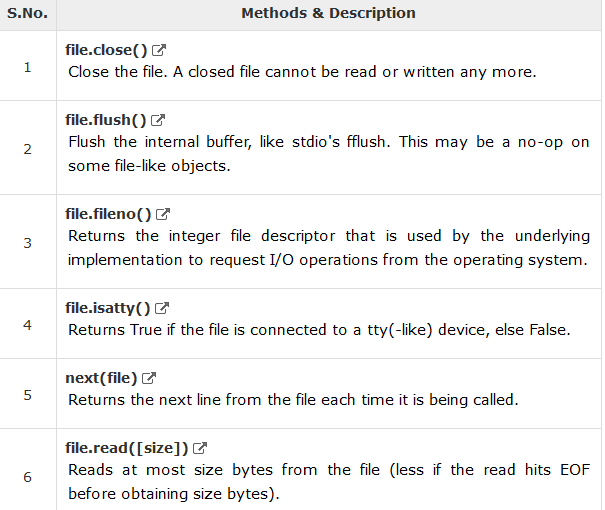 S.No. Methods & Description
1
file.close()
Close the file. A closed file cannot be read or written any more.
2
file.flush()
Flush the internal buffer, like stdio's fflush. This may be a no-op on
some file-like objects.
3
file.fileno()
Returns the integer file descriptor that is used by the underlying
implementation to request I/O operations from the operating system.
4
file.isatty()
Returns True if the file is connected to a tty(-like) device, else False.
5
next(file)
Returns the next line from the file each time it is being called.
6
file.read([size])
Reads at most size bytes from the file (less if the read hits EOF
before obtaining size bytes).